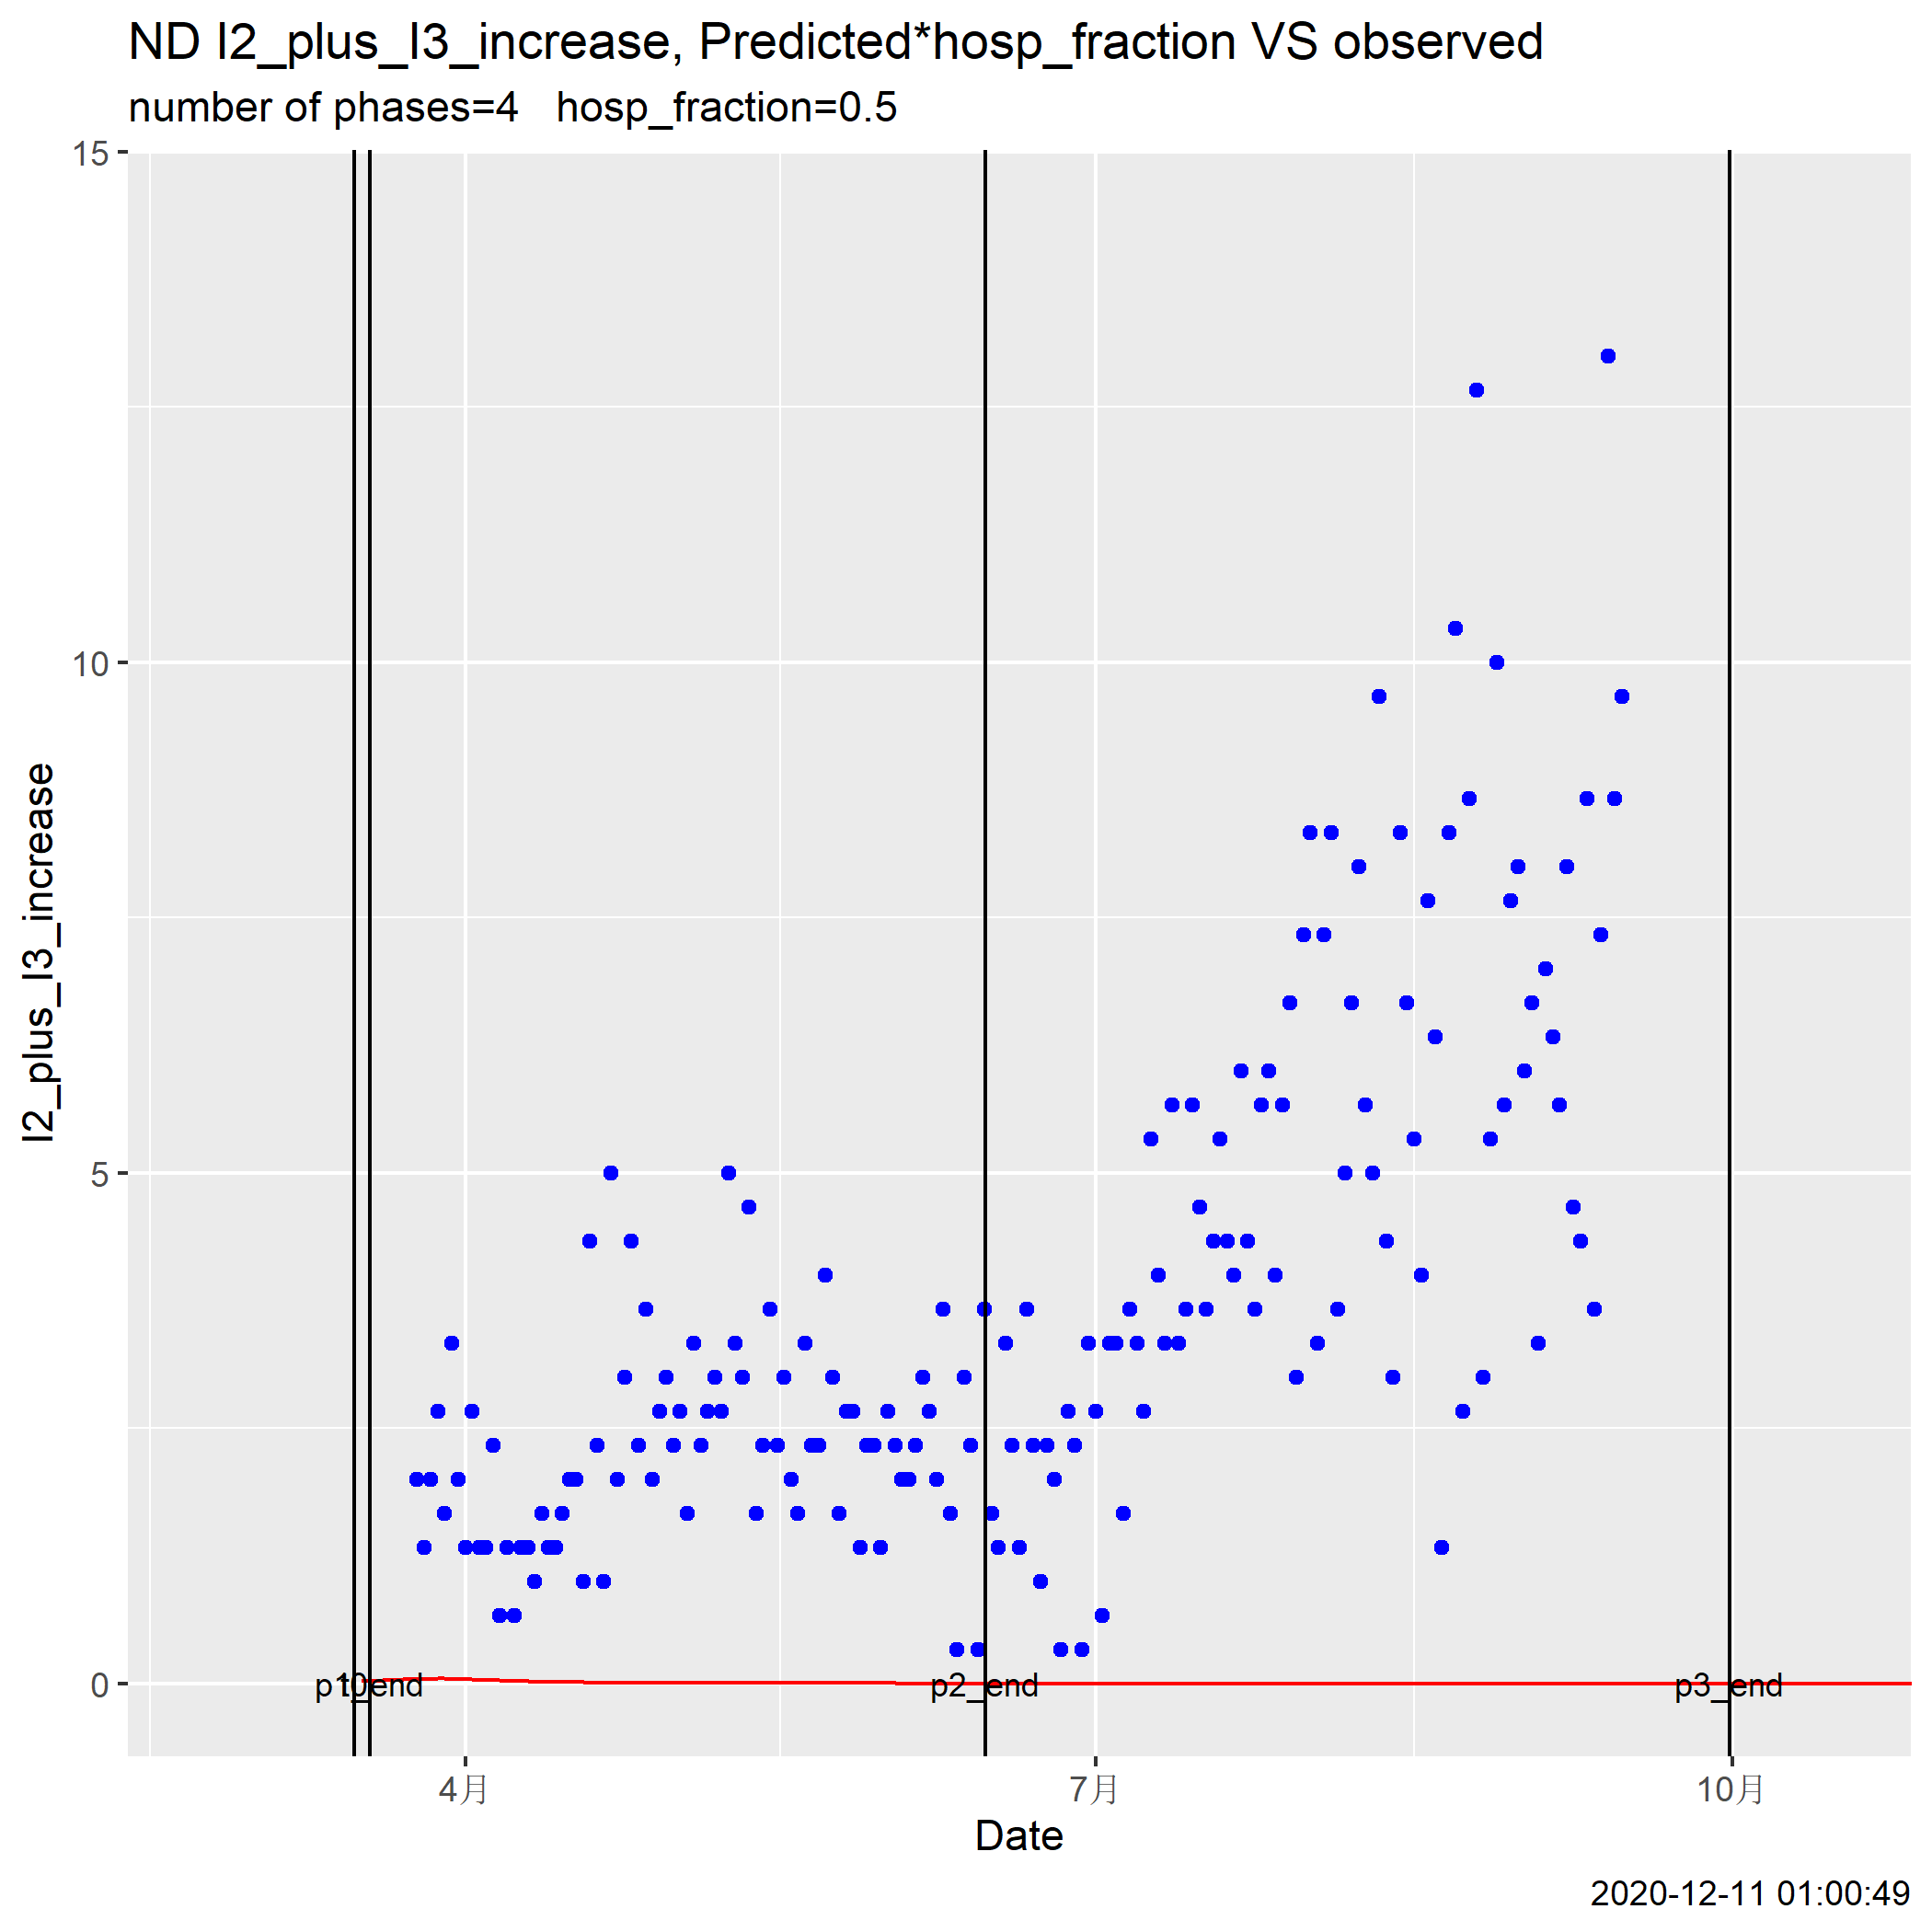 ND I2_plus_I3_increase, Predicted*hosp_fraction VS observed
number of phases=4 hosp_fraction=0.5
15
10
5
0
I2_plus_I3_increase
p2_end
p3_end
4月
7月
10月
Date
2020-12-11 01:00:49